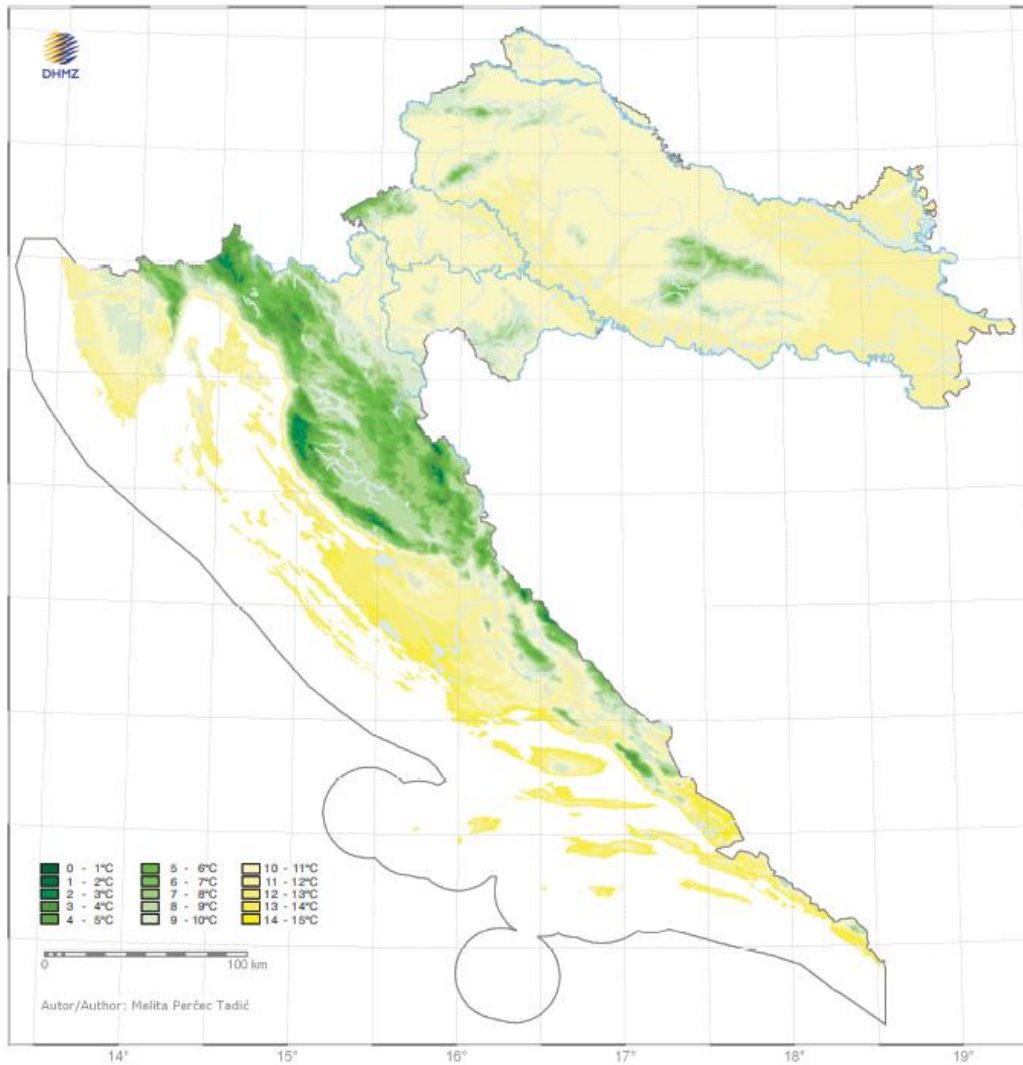 DHMZ
0 - 1°C
1 - 2°C
2 - 3°C
3 - 4°C
4 - 5°C
5 - 6°C
6 - 7°C
7 - 8°C
8 - 9°C
9 - 10°C
10 - 11°C
11 - 12°C
12 - 13°C
13 - 14°C
14 - 15°C
0 100 km
Autor/Author: Melita Perčec Tadić
14° 15° 16° 17° 18° 19°